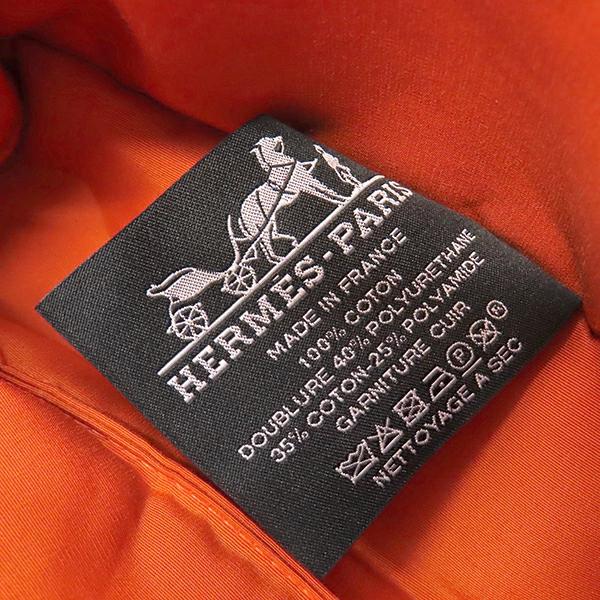 HERMES-PARIS
MADE IN FRANCE
100% COTON
DOUBLURE 40% POLYURETHANE
35% COTON-25% POLYAMIDE
GARNITURE CUIR
NETTOYAGE A SEC